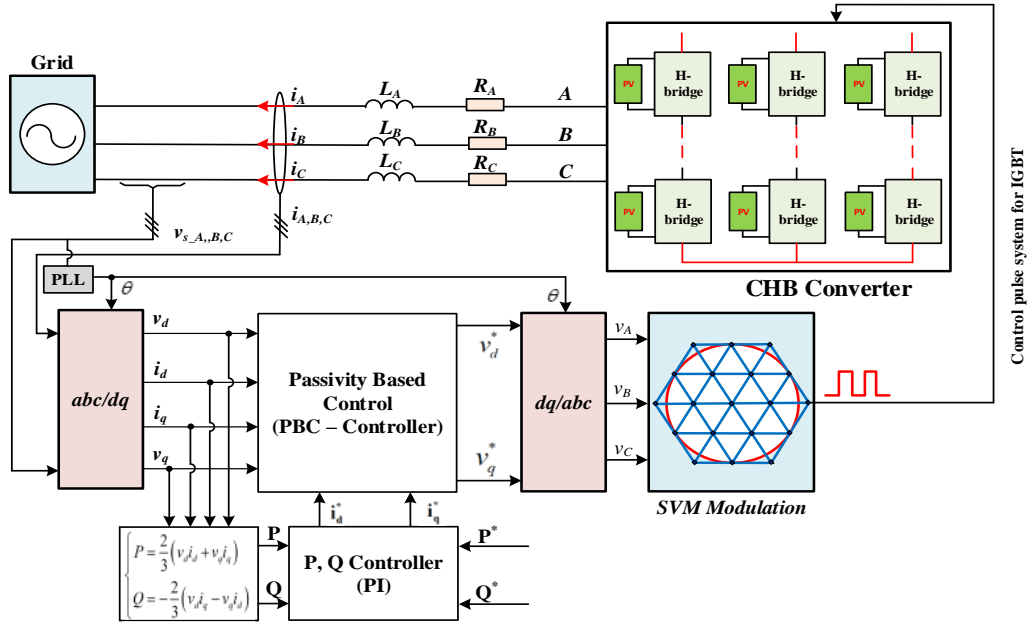 Grid
i_A
L_A
R_A
A
i_B
L_B
R_B
B
i_C
L_C
R_C
C
PV
H-
bridge
PV
H-
bridge
PV
H-
bridge
PV
H-
bridge
PV
H-
bridge
PV
H-
bridge
CHB Converter
Control pulse system for IGBT
v_{s_A,,B,C}
i_{A,B,C}
PLL
θ
θ
abc/dq
v_d
i_d
i_q
v_q
Passivity Based
Control
(PBC – Controller)
v_d^*
v_q^*
dq/abc
v_A
v_B
v_C
SVM Modulation
i_d^*
i_q^*
P = 2/3 (v_d i_d + v_q i_q)
Q = −2/3 (v_d i_q − v_q i_d)
P
Q
P, Q Controller
(PI)
P^*
Q^*